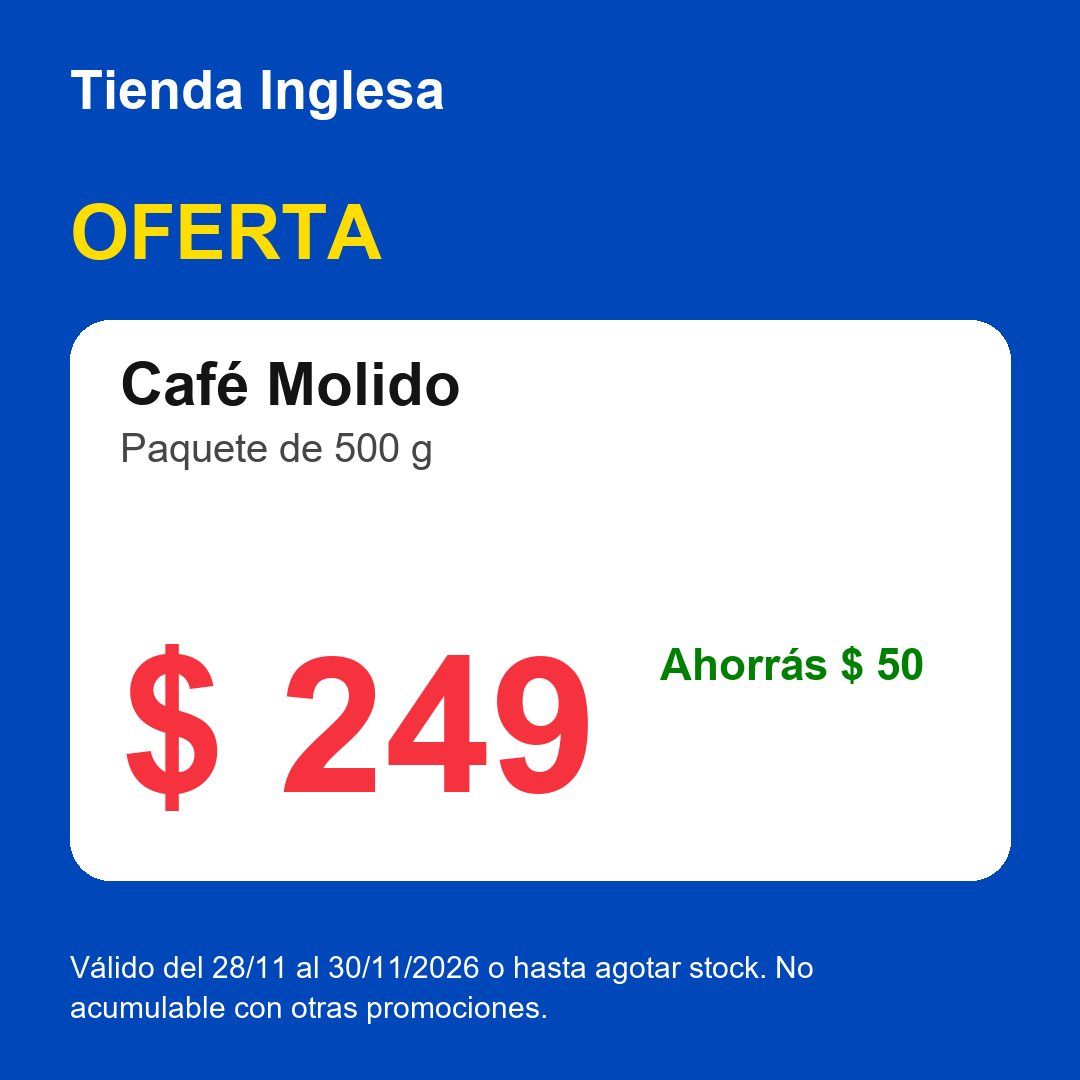 Tienda Inglesa
OFERTA
Café Molido
Paquete de 500 g
$ 249
Ahorrás $ 50
Válido del 28/11 al 30/11/2026 o hasta agotar stock. No
acumulable con otras promociones.